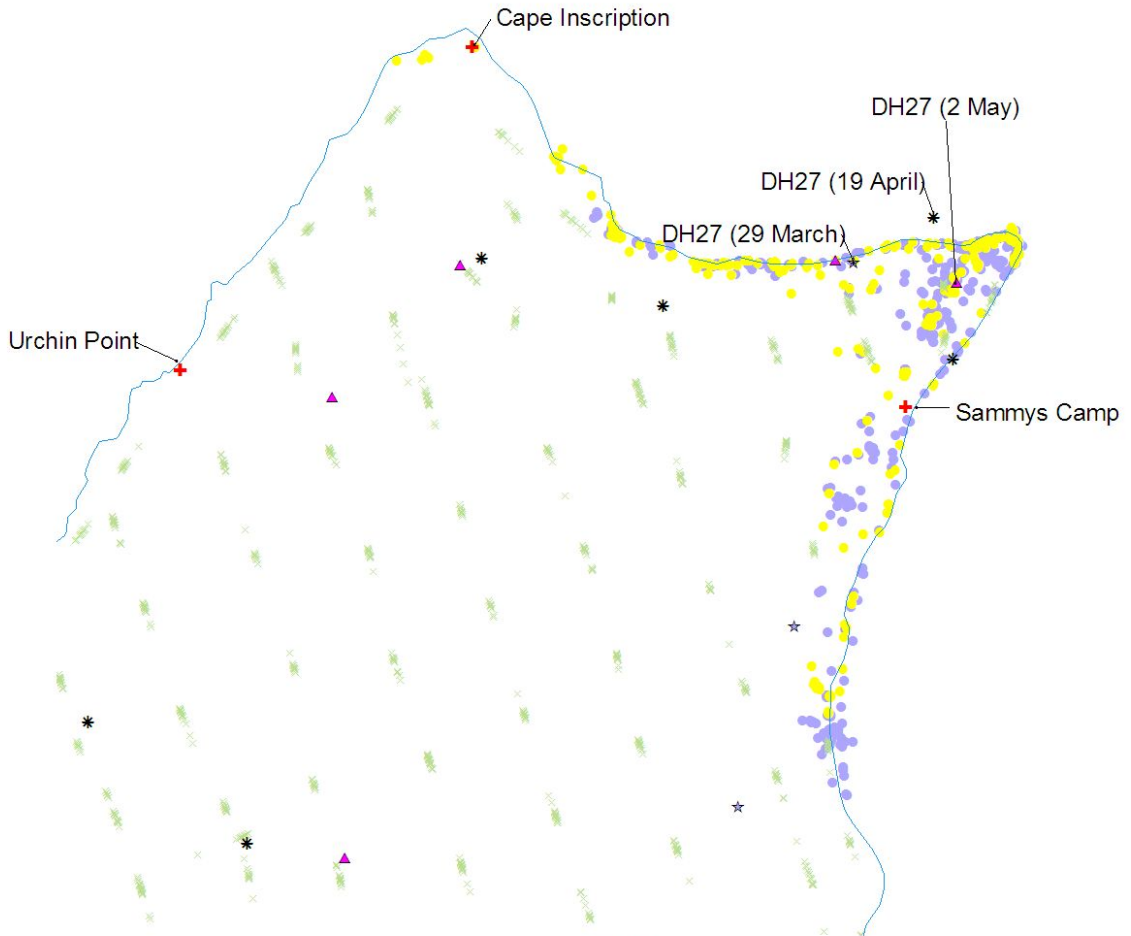 Cape Inscription
DH27 (2 May)
DH27 (19 April)
DH27 (29 March)
Urchin Point
Sammys Camp